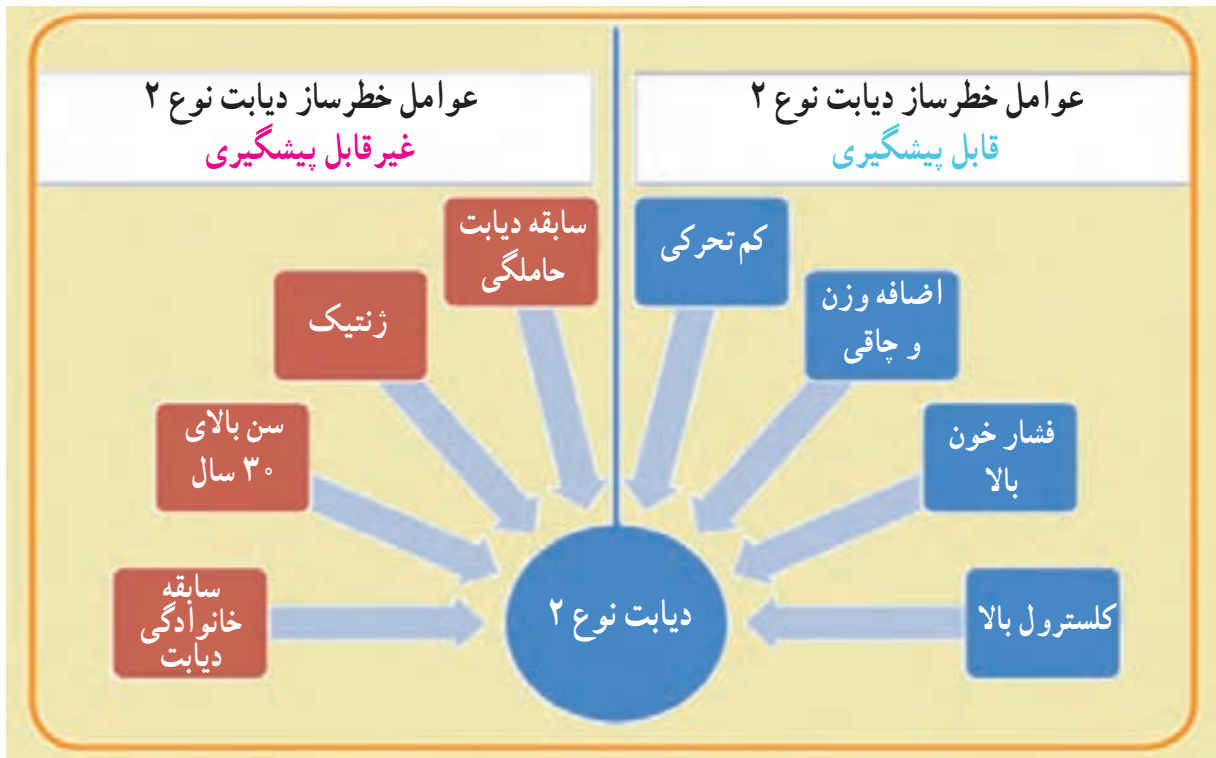 عوامل خطرساز دیابت نوع ۲
قابل پیشگیری
کم تحرکی
اضافه وزن
و چاقی
فشار خون
بالا
کلسترول بالا
عوامل خطرساز دیابت نوع ۲
غیرقابل پیشگیری
سابقه دیابت
حاملگی
ژنتیک
سن بالای
۳۰ سال
سابقه
خانوادگی
دیابت
دیابت نوع ۲